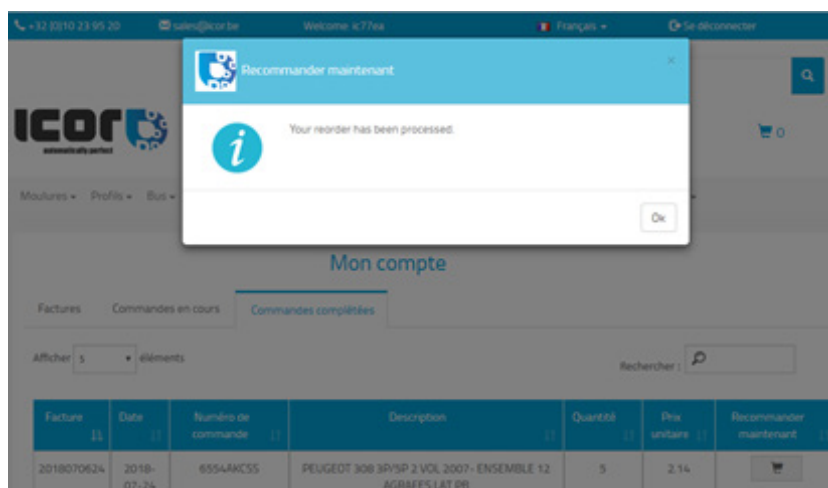 +32 (0)10 23 95 20 sales@icor.be Welcome ic77ea Français Se déconnecter
Recommander maintenant ×
ICOR
automatically perfect
0
Your reorder has been processed.
Moulures Profils Bus
Ok
Mon compte
Factures Commandes en cours Commandes complétées
Afficher 5 éléments
Rechercher :
Facture Date Numéro de commande Description Quantité Prix unitaire Recommander maintenant
2018070624 2018-07-24 6554AKCSS PEUGEOT 308 3P/5P 2 VOL 2007- ENSEMBLE 12 AGRAFES LAT PR 5 2.14